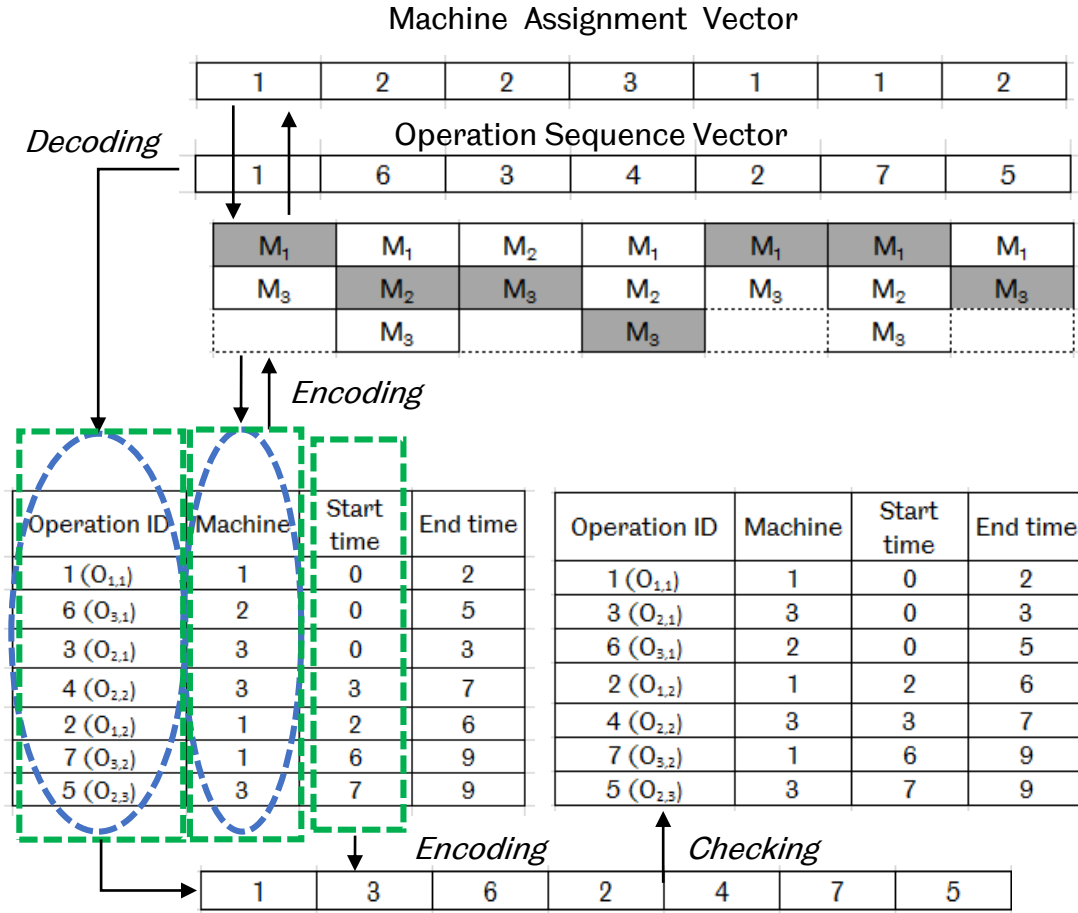 Machine Assignment Vector
1 2 2 3 1 1 2
Decoding
Operation Sequence Vector
1 6 3 4 2 7 5
M₁ M₁ M₂ M₁ M₁ M₁ M₁
M₃ M₂ M₃ M₂ M₃ M₂ M₃
M₃ M₃ M₃
Encoding
Operation ID Machine Start time End time
1 (O₁,₁) 1 0 2
6 (O₃,₁) 2 0 5
3 (O₂,₁) 3 0 3
4 (O₂,₂) 3 3 7
2 (O₁,₂) 1 2 6
7 (O₃,₂) 1 6 9
5 (O₂,₃) 3 7 9
Operation ID Machine Start time End time
1 (O₁,₁) 1 0 2
3 (O₂,₁) 3 0 3
6 (O₃,₁) 2 0 5
2 (O₁,₂) 1 2 6
4 (O₂,₂) 3 3 7
7 (O₃,₂) 1 6 9
5 (O₂,₃) 3 7 9
Encoding
Checking
1 3 6 2 4 7 5